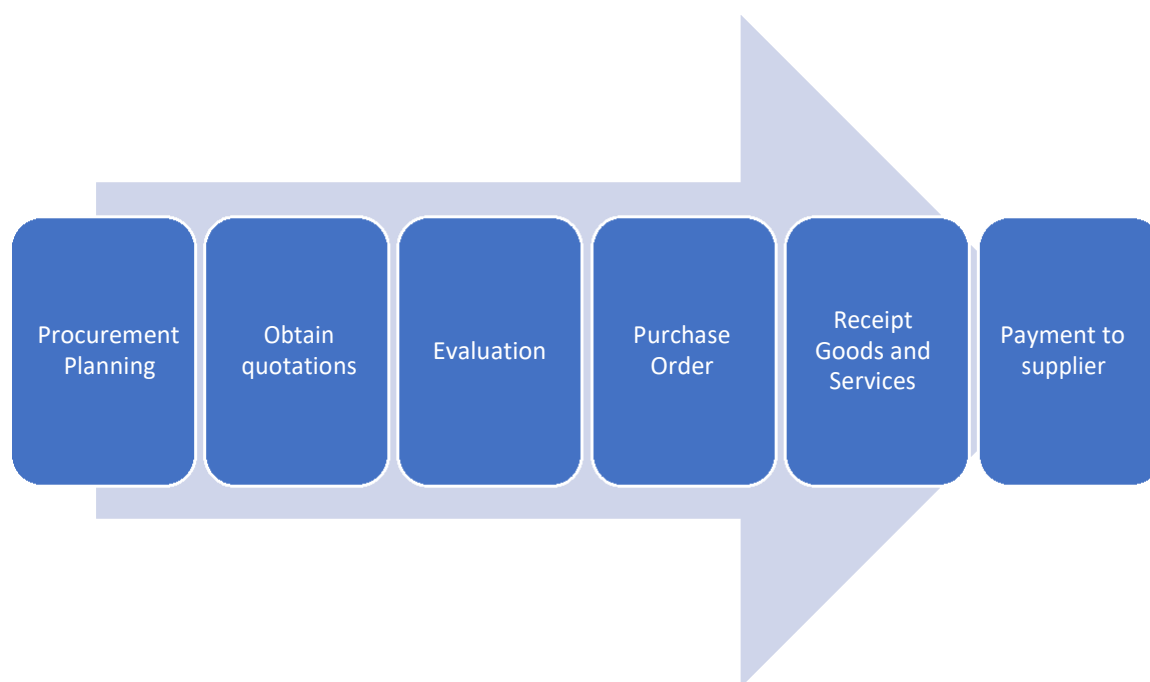 Procurement
Planning
Obtain
quotations
Evaluation
Purchase
Order
Receipt
Goods and
Services
Payment to
supplier